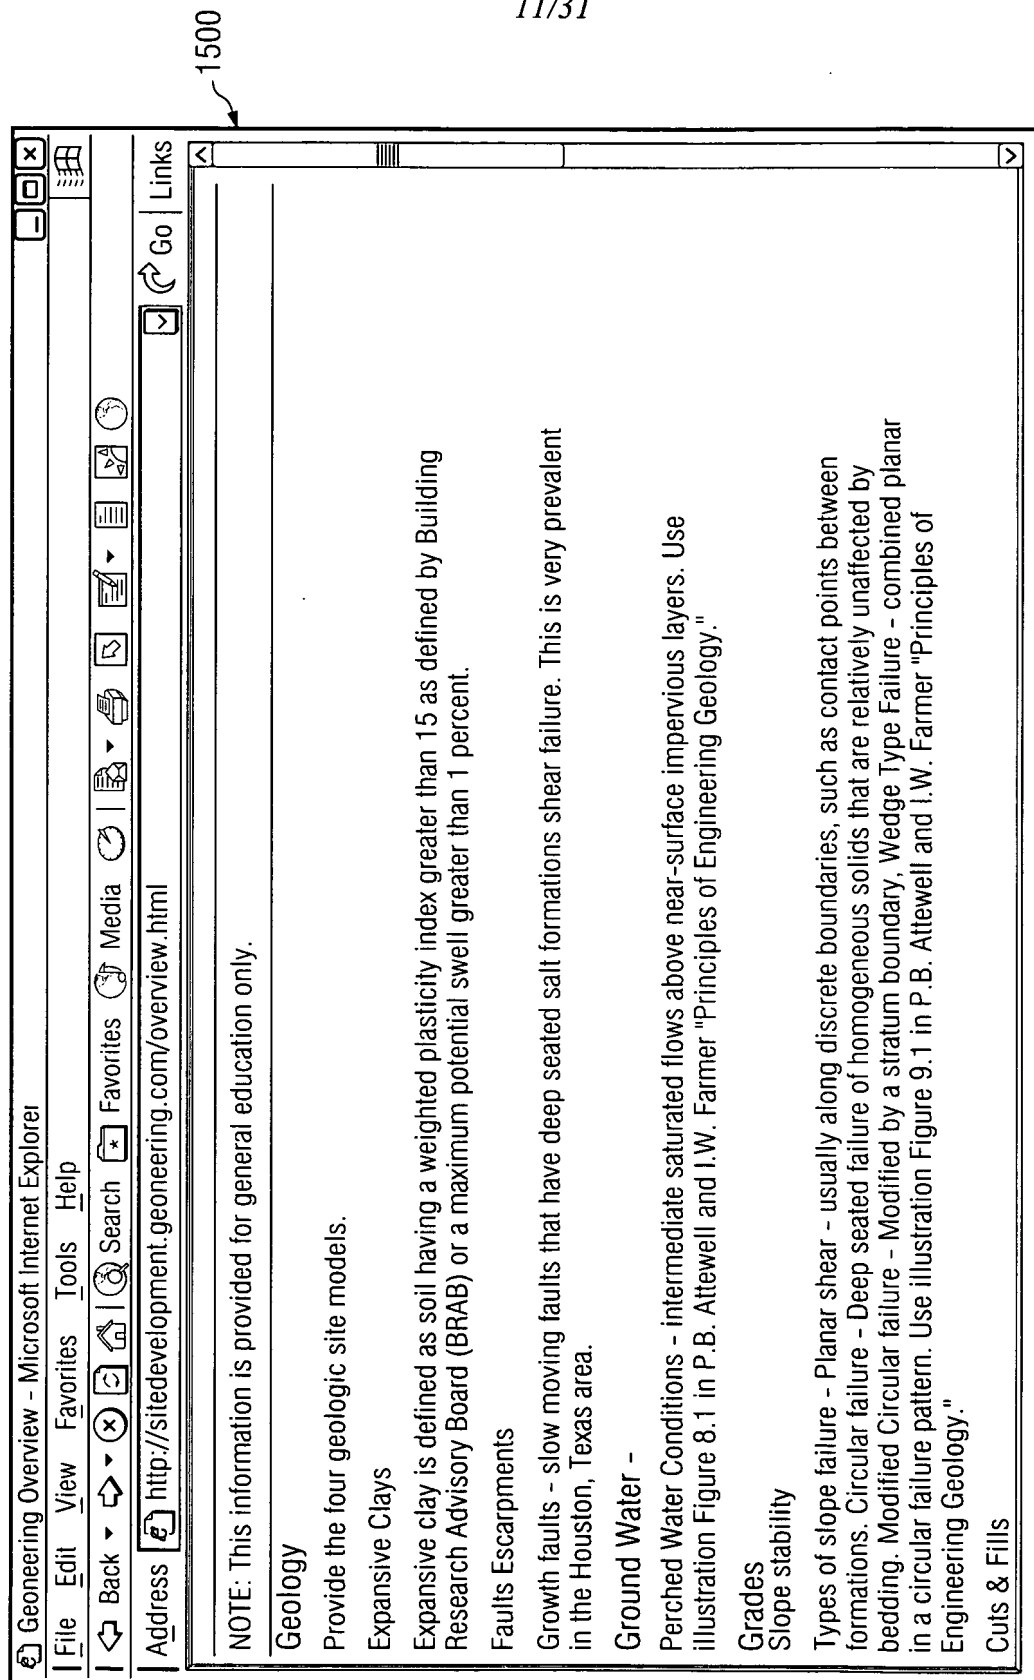 11/31
1500
Geoneering Overview - Microsoft Internet Explorer
File Edit View Favorites Tools Help
Back Search Favorites Media
Address http://sitedevelopment.geoneering.com/overview.html Go Links
NOTE: This information is provided for general education only.
Geology
Provide the four geologic site models.
Expansive Clays
Expansive clay is defined as soil having a weighted plasticity index greater than 15 as defined by Building
Research Advisory Board (BRAB) or a maximum potential swell greater than 1 percent.
Faults Escarpments
Growth faults - slow moving faults that have deep seated salt formations shear failure. This is very prevalent
in the Houston, Texas area.
Ground Water -
Perched Water Conditions - Intermediate saturated flows above near-surface impervious layers. Use
illustration Figure 8.1 in P.B. Attewell and I.W. Farmer "Principles of Engineering Geology."
Grades
Slope stability
Types of slope failure - Planar shear - usually along discrete boundaries, such as contact points between
formations. Circular failure - Deep seated failure of homogeneous solids that are relatively unaffected by
bedding. Modified Circular failure - Modified by a stratum boundary, Wedge Type Failure - combined planar
in a circular failure pattern. Use illustration Figure 9.1 in P.B. Attewell and I.W. Farmer "Principles of
Engineering Geology."
Cuts & Fills